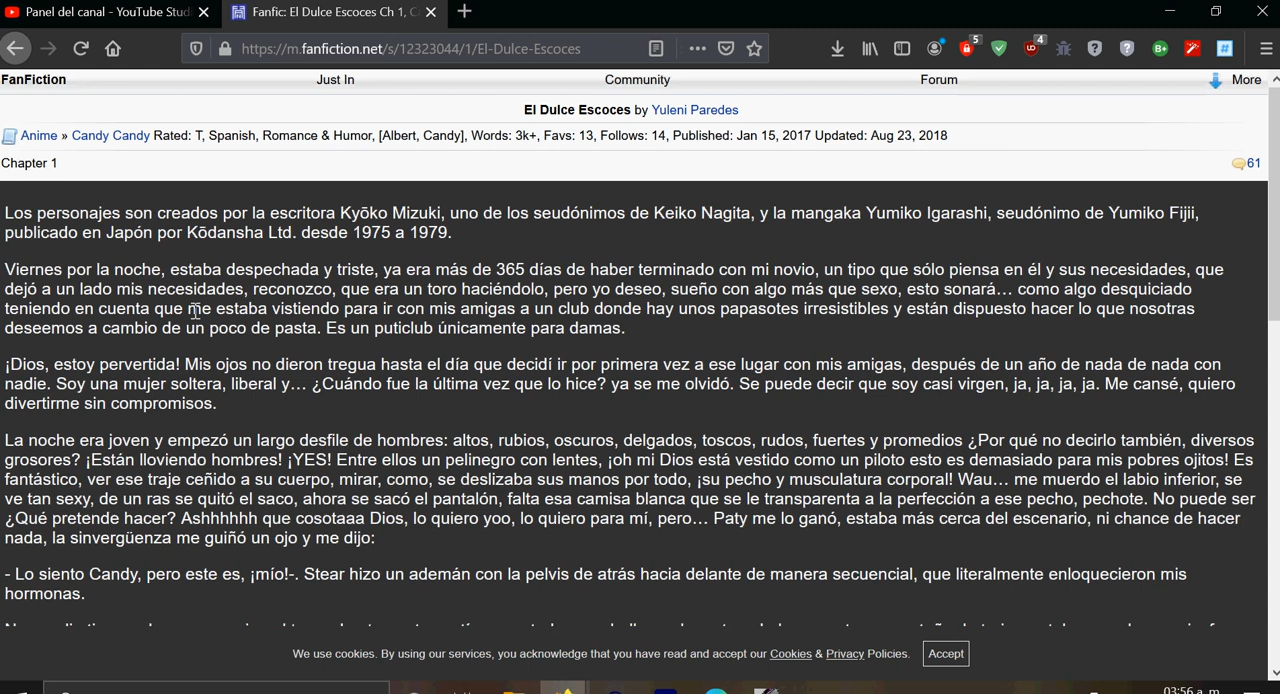 Panel del canal - YouTube Studi
Fanfic: El Dulce Escoces Ch 1, C
https://m.fanfiction.net/s/12323044/1/El-Dulce-Escoces
5
4
FanFiction Just In Community Forum More
El Dulce Escoces by Yuleni Paredes
Anime » Candy Candy Rated: T, Spanish, Romance & Humor, [Albert, Candy], Words: 3k+, Favs: 13, Follows: 14, Published: Jan 15, 2017 Updated: Aug 23, 2018
Chapter 1 61
Los personajes son creados por la escritora Kyōko Mizuki, uno de los seudónimos de Keiko Nagita, y la mangaka Yumiko Igarashi, seudónimo de Yumiko Fijii,
publicado en Japón por Kōdansha Ltd. desde 1975 a 1979.
Viernes por la noche, estaba despechada y triste, ya era más de 365 días de haber terminado con mi novio, un tipo que sólo piensa en él y sus necesidades, que
dejó a un lado mis necesidades, reconozco, que era un toro haciéndolo, pero yo deseo, sueño con algo más que sexo, esto sonará… como algo desquiciado
teniendo en cuenta que me estaba vistiendo para ir con mis amigas a un club donde hay unos papasotes irresistibles y están dispuesto hacer lo que nosotras
deseemos a cambio de un poco de pasta. Es un puticlub únicamente para damas.
¡Dios, estoy pervertida! Mis ojos no dieron tregua hasta el día que decidí ir por primera vez a ese lugar con mis amigas, después de un año de nada de nada con
nadie. Soy una mujer soltera, liberal y… ¿Cuándo fue la última vez que lo hice? ya se me olvidó. Se puede decir que soy casi virgen, ja, ja, ja, ja. Me cansé, quiero
divertirme sin compromisos.
La noche era joven y empezó un largo desfile de hombres: altos, rubios, oscuros, delgados, toscos, rudos, fuertes y promedios ¿Por qué no decirlo también, diversos
grosores? ¡Están lloviendo hombres! ¡YES! Entre ellos un pelinegro con lentes, ¡oh mi Dios está vestido como un piloto esto es demasiado para mis pobres ojitos! Es
fantástico, ver ese traje ceñido a su cuerpo, mirar, como, se deslizaba sus manos por todo, ¡su pecho y musculatura corporal! Wau… me muerdo el labio inferior, se
ve tan sexy, de un ras se quitó el saco, ahora se sacó el pantalón, falta esa camisa blanca que se le transparenta a la perfección a ese pecho, pechote. No puede ser
¿Qué pretende hacer? Ashhhhhh que cosotaaa Dios, lo quiero yoo, lo quiero para mí, pero… Paty me lo ganó, estaba más cerca del escenario, ni chance de hacer
nada, la sinvergüenza me guiñó un ojo y me dijo:
- Lo siento Candy, pero este es, ¡mío!-. Stear hizo un ademán con la pelvis de atrás hacia delante de manera secuencial, que literalmente enloquecieron mis
hormonas.
We use cookies. By using our services, you acknowledge that you have read and accept our Cookies & Privacy Policies. Accept
03:56 a. m.